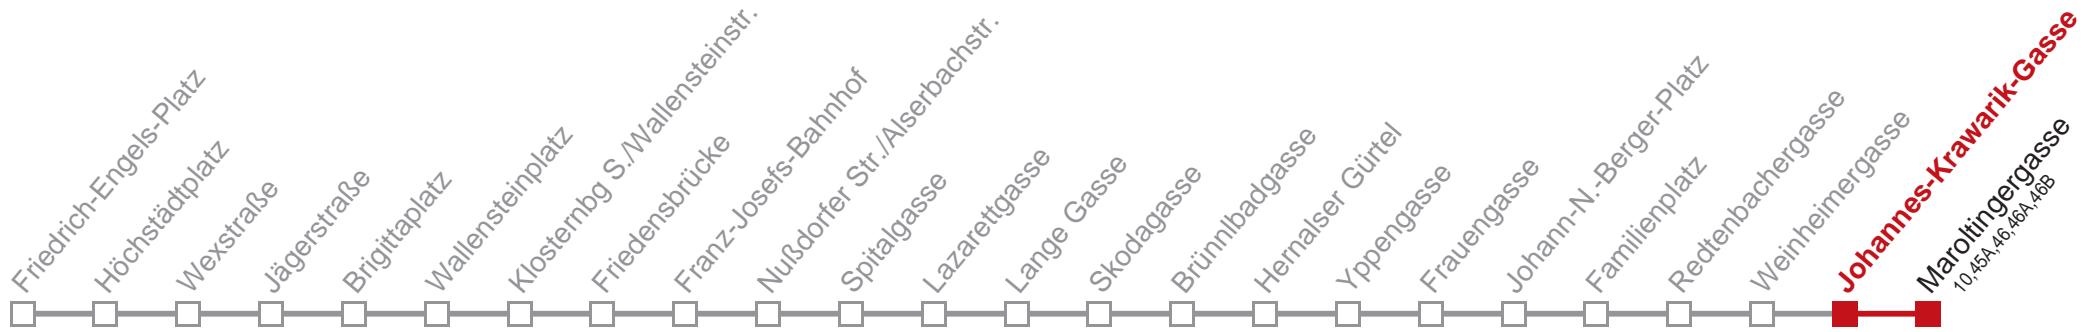 Friedrich-Engels-Platz
Höchstädtplatz
Wexstraße
Jägerstraße
Brigittaplatz
Wallensteinplatz
Klosternbg S./Wallensteinstr.
Friedensbrücke
Franz-Josefs-Bahnhof
Nußdorfer Str./Alserbachstr.
Spitalgasse
Lazarettgasse
Lange Gasse
Skodagasse
Brünnlbadgasse
Hernalser Gürtel
Yppengasse
Frauengasse
Johann-N.-Berger-Platz
Familienplatz
Redtenbachergasse
Weinheimergasse
Johannes-Krawarik-Gasse
Maroltingergasse
10,45A,46,46A,46B